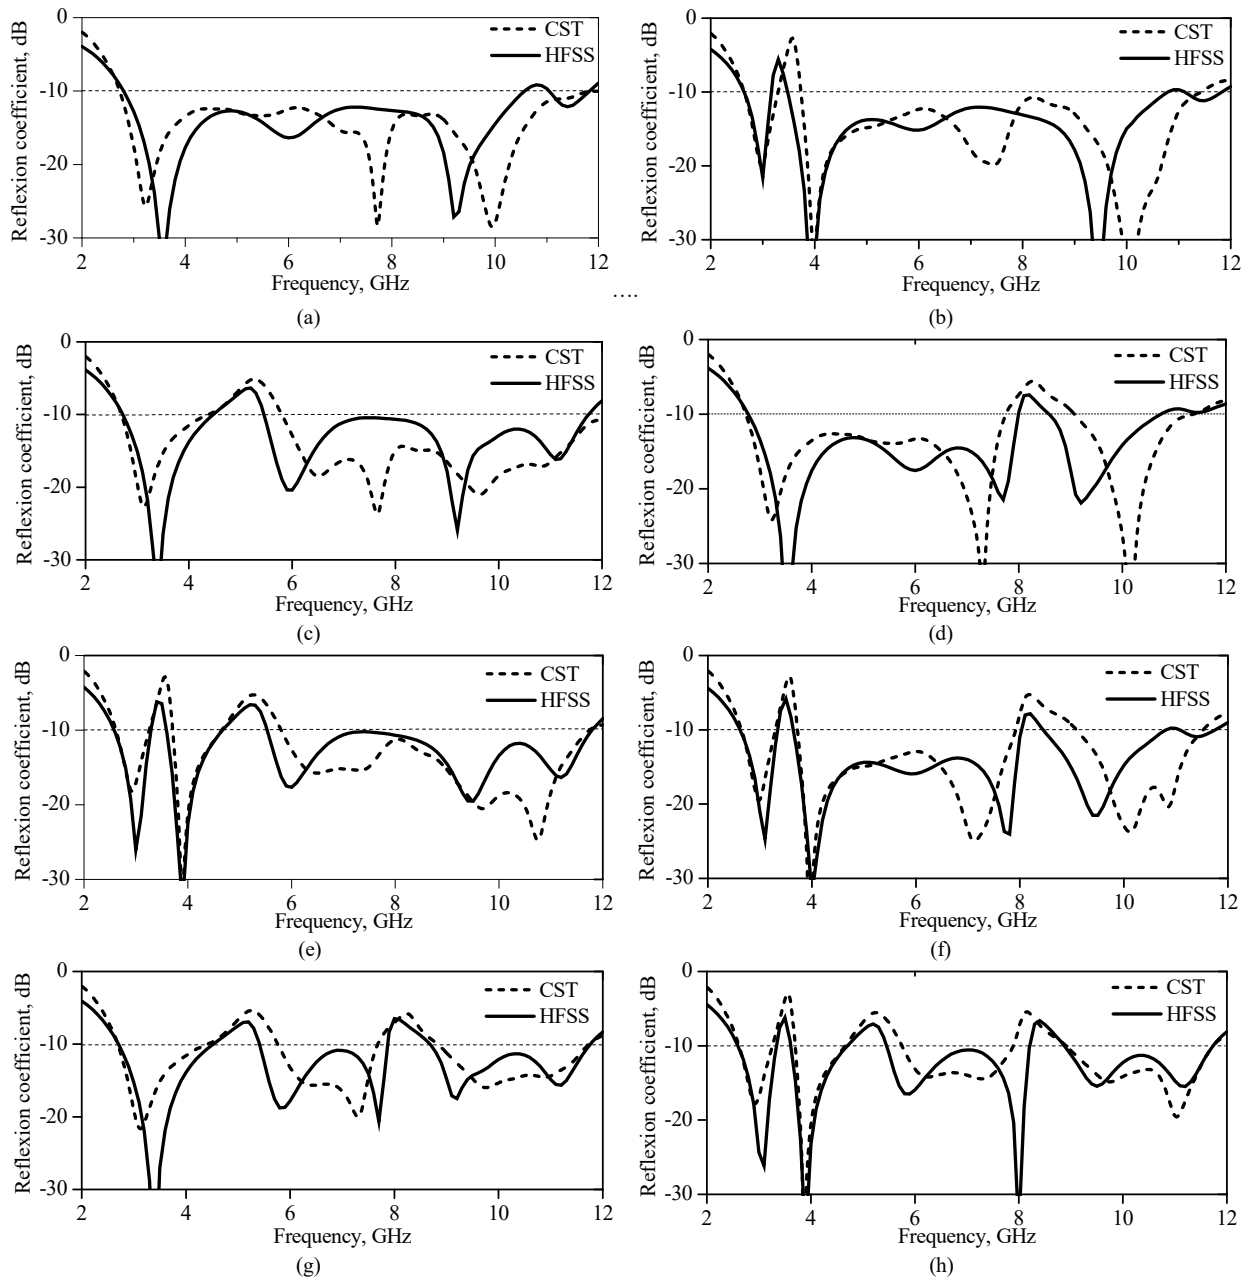 0
-10
-20
-30
Reflexion coefficient, dB
CST
HFSS
2 4 6 8 10 12
Frequency, GHz
(a)
0
-10
-20
-30
Reflexion coefficient, dB
CST
HFSS
2 4 6 8 10 12
Frequency, GHz
(b)
....
0
-10
-20
-30
Reflexion coefficient, dB
CST
HFSS
2 4 6 8 10 12
Frequency, GHz
(c)
0
-10
-20
-30
Reflexion coefficient, dB
CST
HFSS
2 4 6 8 10 12
Frequency, GHz
(d)
0
-10
-20
-30
Reflexion coefficient, dB
CST
HFSS
2 4 6 8 10 12
Frequency, GHz
(e)
0
-10
-20
-30
Reflexion coefficient, dB
CST
HFSS
2 4 6 8 10 12
Frequency, GHz
(f)
0
-10
-20
-30
Reflexion coefficient, dB
CST
HFSS
2 4 6 8 10 12
Frequency, GHz
(g)
0
-10
-20
-30
Reflexion coefficient, dB
CST
HFSS
2 4 6 8 10 12
Frequency, GHz
(h)